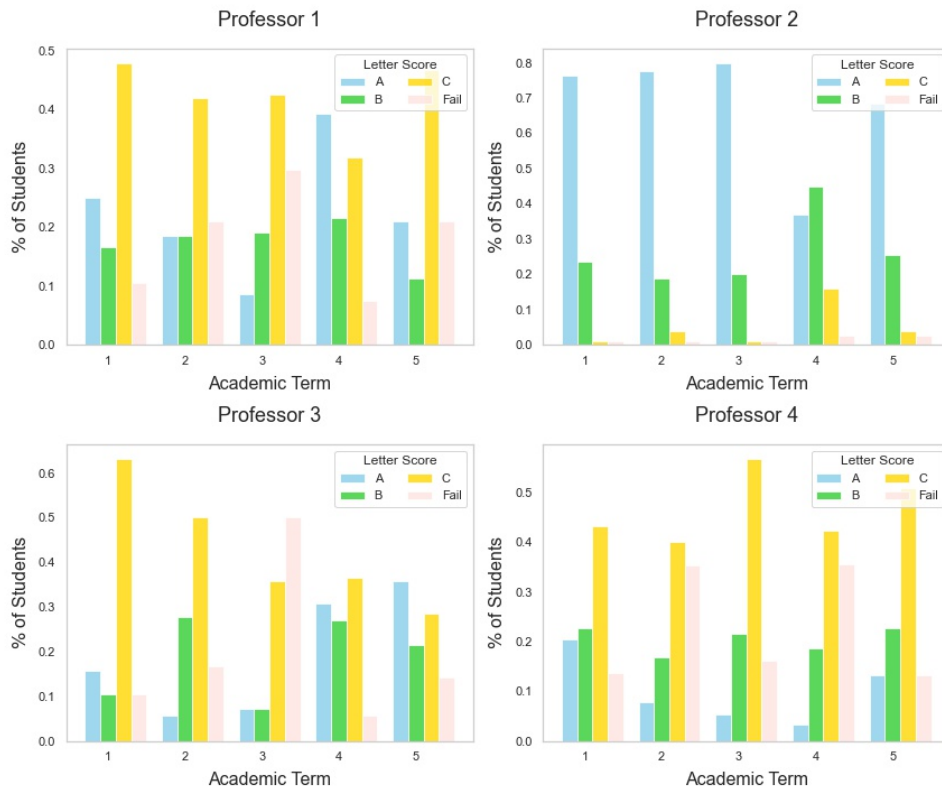 Professor 1
% of Students
0.5
0.4
0.3
0.2
0.1
0.0
Letter Score
A
C
B
Fail
1 2 3 4 5
Academic Term
Professor 2
% of Students
0.8
0.7
0.6
0.5
0.4
0.3
0.2
0.1
0.0
Letter Score
A
C
B
Fail
1 2 3 4 5
Academic Term
Professor 3
% of Students
0.6
0.5
0.4
0.3
0.2
0.1
0.0
Letter Score
A
C
B
Fail
1 2 3 4 5
Academic Term
Professor 4
% of Students
0.5
0.4
0.3
0.2
0.1
0.0
Letter Score
A
C
B
Fail
1 2 3 4 5
Academic Term